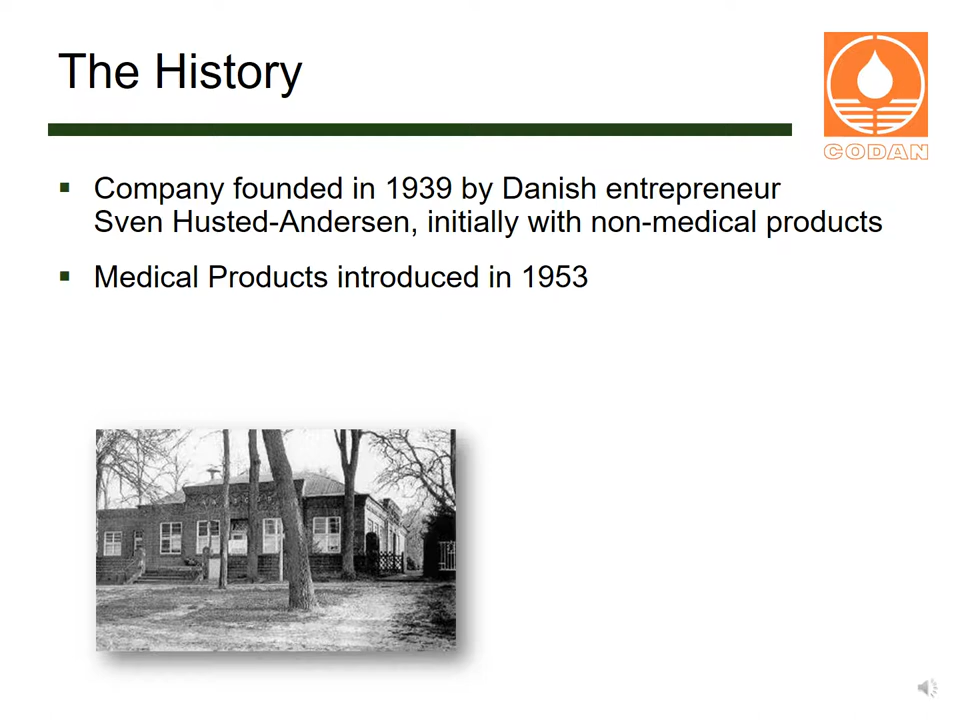 The History
CODAN
▪ Company founded in 1939 by Danish entrepreneur
Sven Husted-Andersen, initially with non-medical products
▪ Medical Products introduced in 1953